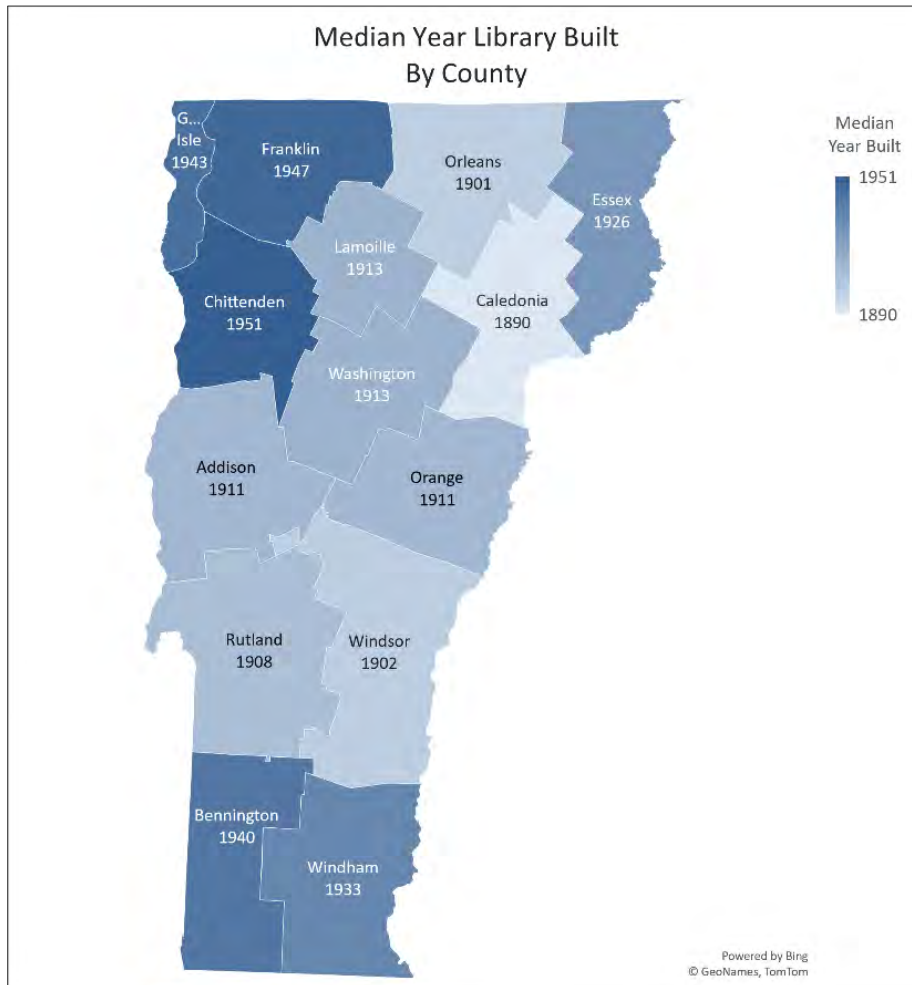 Median Year Library Built
By County
G...
Isle
1943
Franklin
1947
Orleans
1901
Essex
1926
Median
Year Built
1951
1890
Lamoille
1913
Chittenden
1951
Caledonia
1890
Washington
1913
Addison
1911
Orange
1911
Rutland
1908
Windsor
1902
Bennington
1940
Windham
1933
Powered by Bing
© GeoNames, TomTom